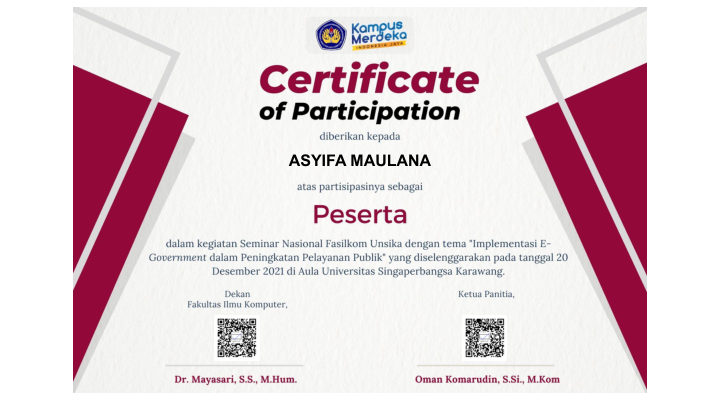 Kampus
Merdeka
INDONESIA JAYA
Certificate
of Participation
diberikan kepada
ASYIFA MAULANA
atas partisipasinya sebagai
Peserta
dalam kegiatan Seminar Nasional Fasilkom Unsika dengan tema "Implementasi E-
Government dalam Peningkatan Pelayanan Publik" yang diselenggarakan pada tanggal 20
Desember 2021 di Aula Universitas Singaperbangsa Karawang.
Dekan
Fakultas Ilmu Komputer,
Ketua Panitia,
Dr. Mayasari, S.S., M.Hum.
Oman Komarudin, S.Si., M.Kom